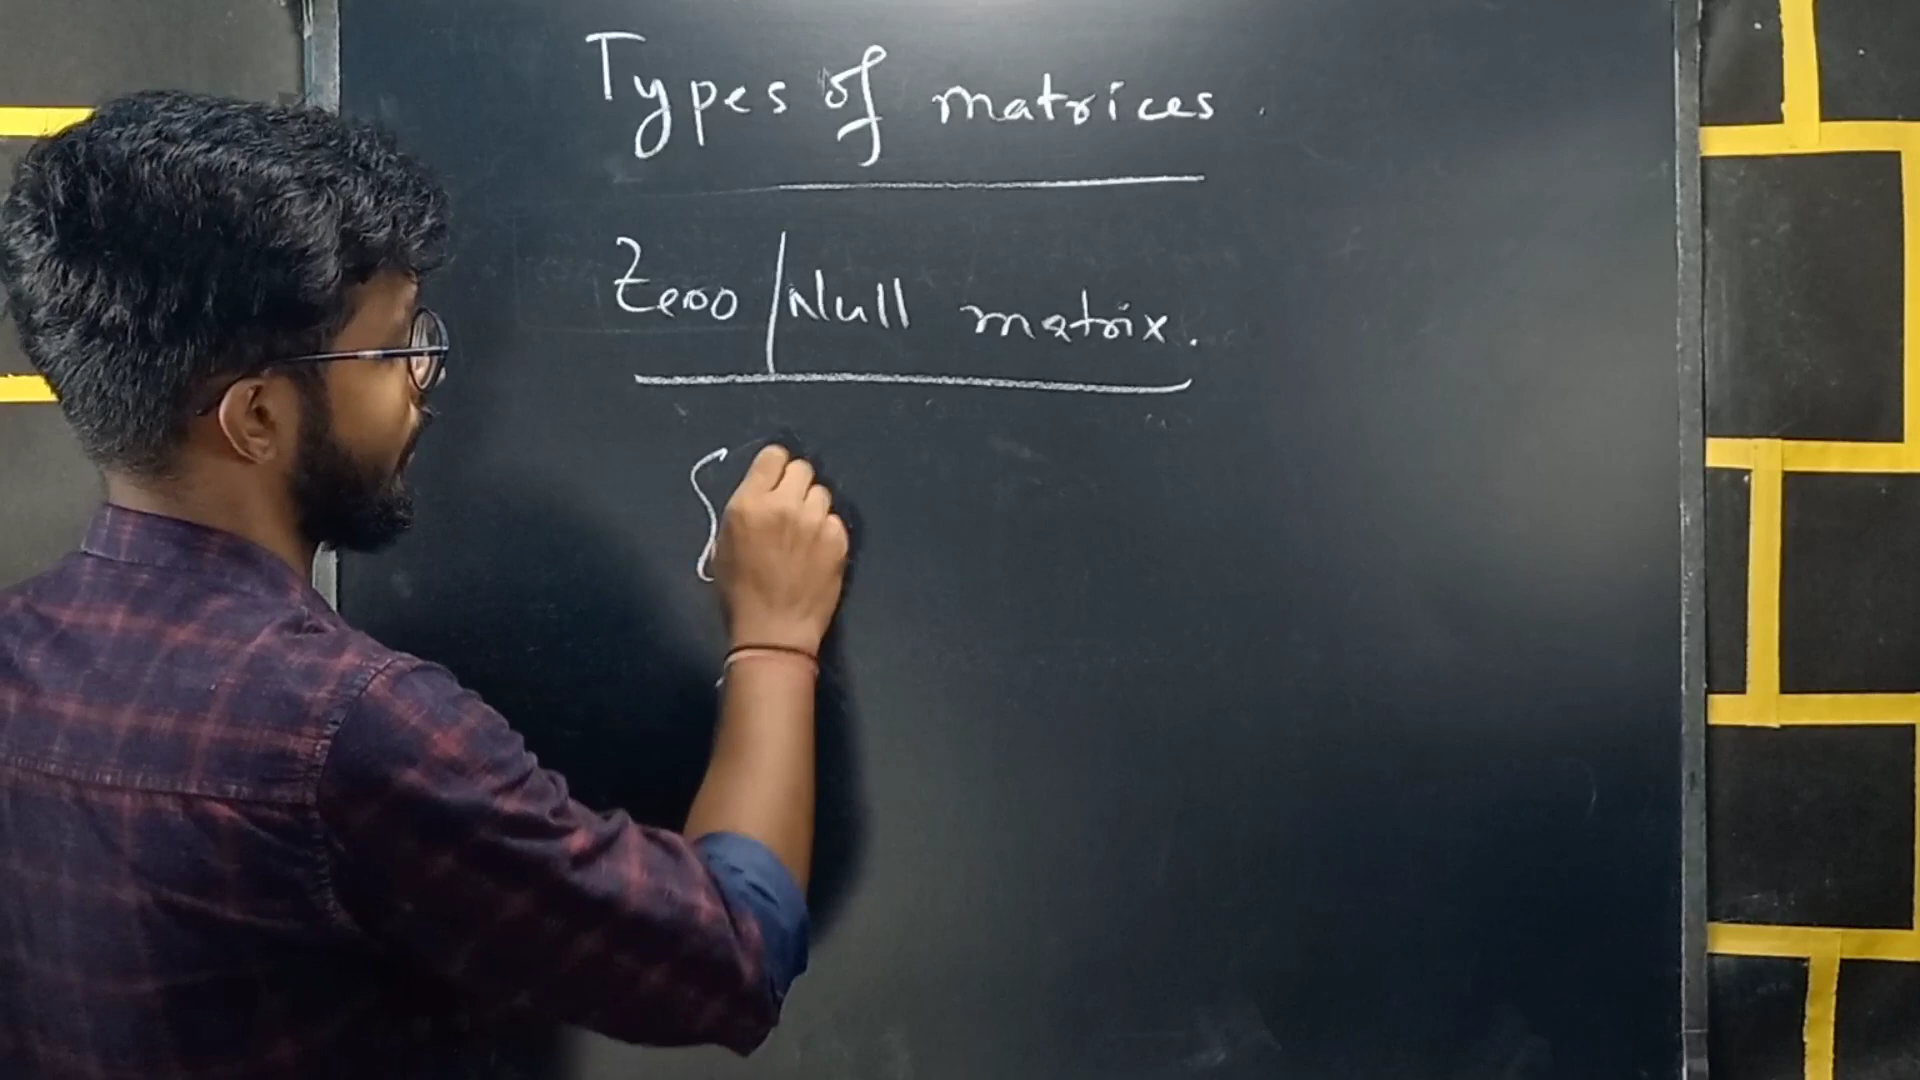 Types of matrices.
Zero/Null matrix.